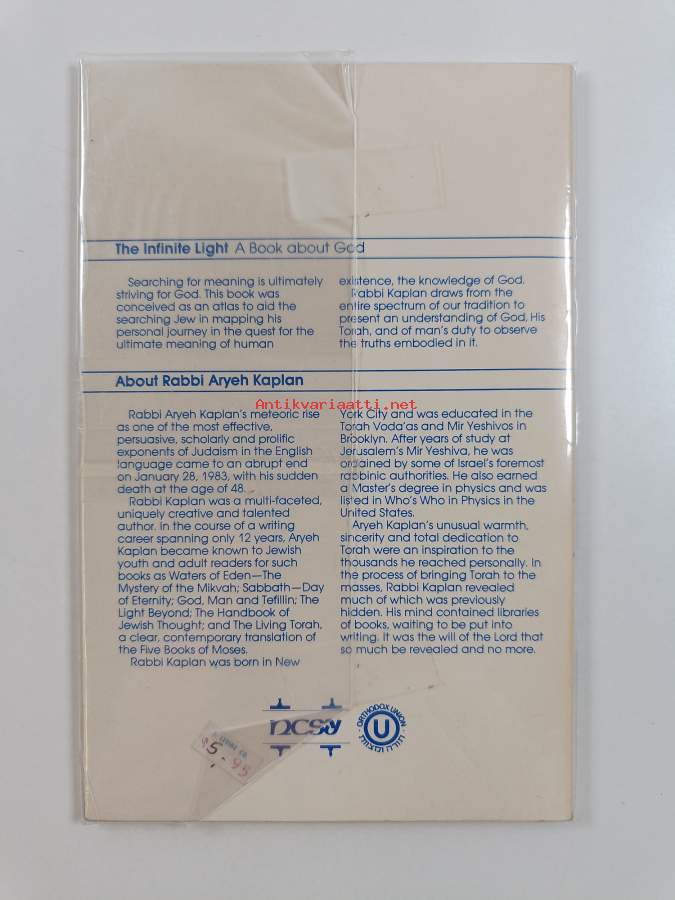 The Infinite Light A Book about God
Searching for meaning is ultimately
striving for God. This book was
conceived as an atlas to aid the
searching Jew in mapping his
personal journey in the quest for the
ultimate meaning of human
existence, the knowledge of God.
Rabbi Kaplan draws from the
entire spectrum of our tradition to
present an understanding of God, His
Torah, and of man's duty to observe
the truths embodied in it.
About Rabbi Aryeh Kaplan
Antikvariaatti.net
Rabbi Aryeh Kaplan's meteoric rise
as one of the most effective,
persuasive, scholarly and prolific
exponents of Judaism in the English
language came to an abrupt end
on January 28, 1983, with his sudden
death at the age of 48.
Rabbi Kaplan was a multi-faceted,
uniquely creative and talented
author. In the course of a writing
career spanning only 12 years, Aryeh
Kaplan became known to Jewish
youth and adult readers for such
books as Waters of Eden—The
Mystery of the Mikvah; Sabbath—Day
of Eternity; God, Man and Tefillin; The
Light Beyond; The Handbook of
Jewish Thought; and The Living Torah,
a clear, contemporary translation of
the Five Books of Moses.
Rabbi Kaplan was born in New
York City and was educated in the
Torah Voda'as and Mir Yeshivos in
Brooklyn. After years of study at
Jerusalem's Mir Yeshiva, he was
ordained by some of Israel's foremost
rabbinic authorities. He also earned
a Master's degree in physics and was
listed in Who's Who in Physics in the
United States.
Aryeh Kaplan's unusual warmth,
sincerity and total dedication to
Torah were an inspiration to the
thousands he reached personally. In
the process of bringing Torah to the
masses, Rabbi Kaplan revealed
much of which was previously
hidden. His mind contained libraries
of books, waiting to be put into
writing. It was the will of the Lord that
so much be revealed and no more.
ncsy
ORTHODOX UNION
U
תורה ומצוות
$5.95